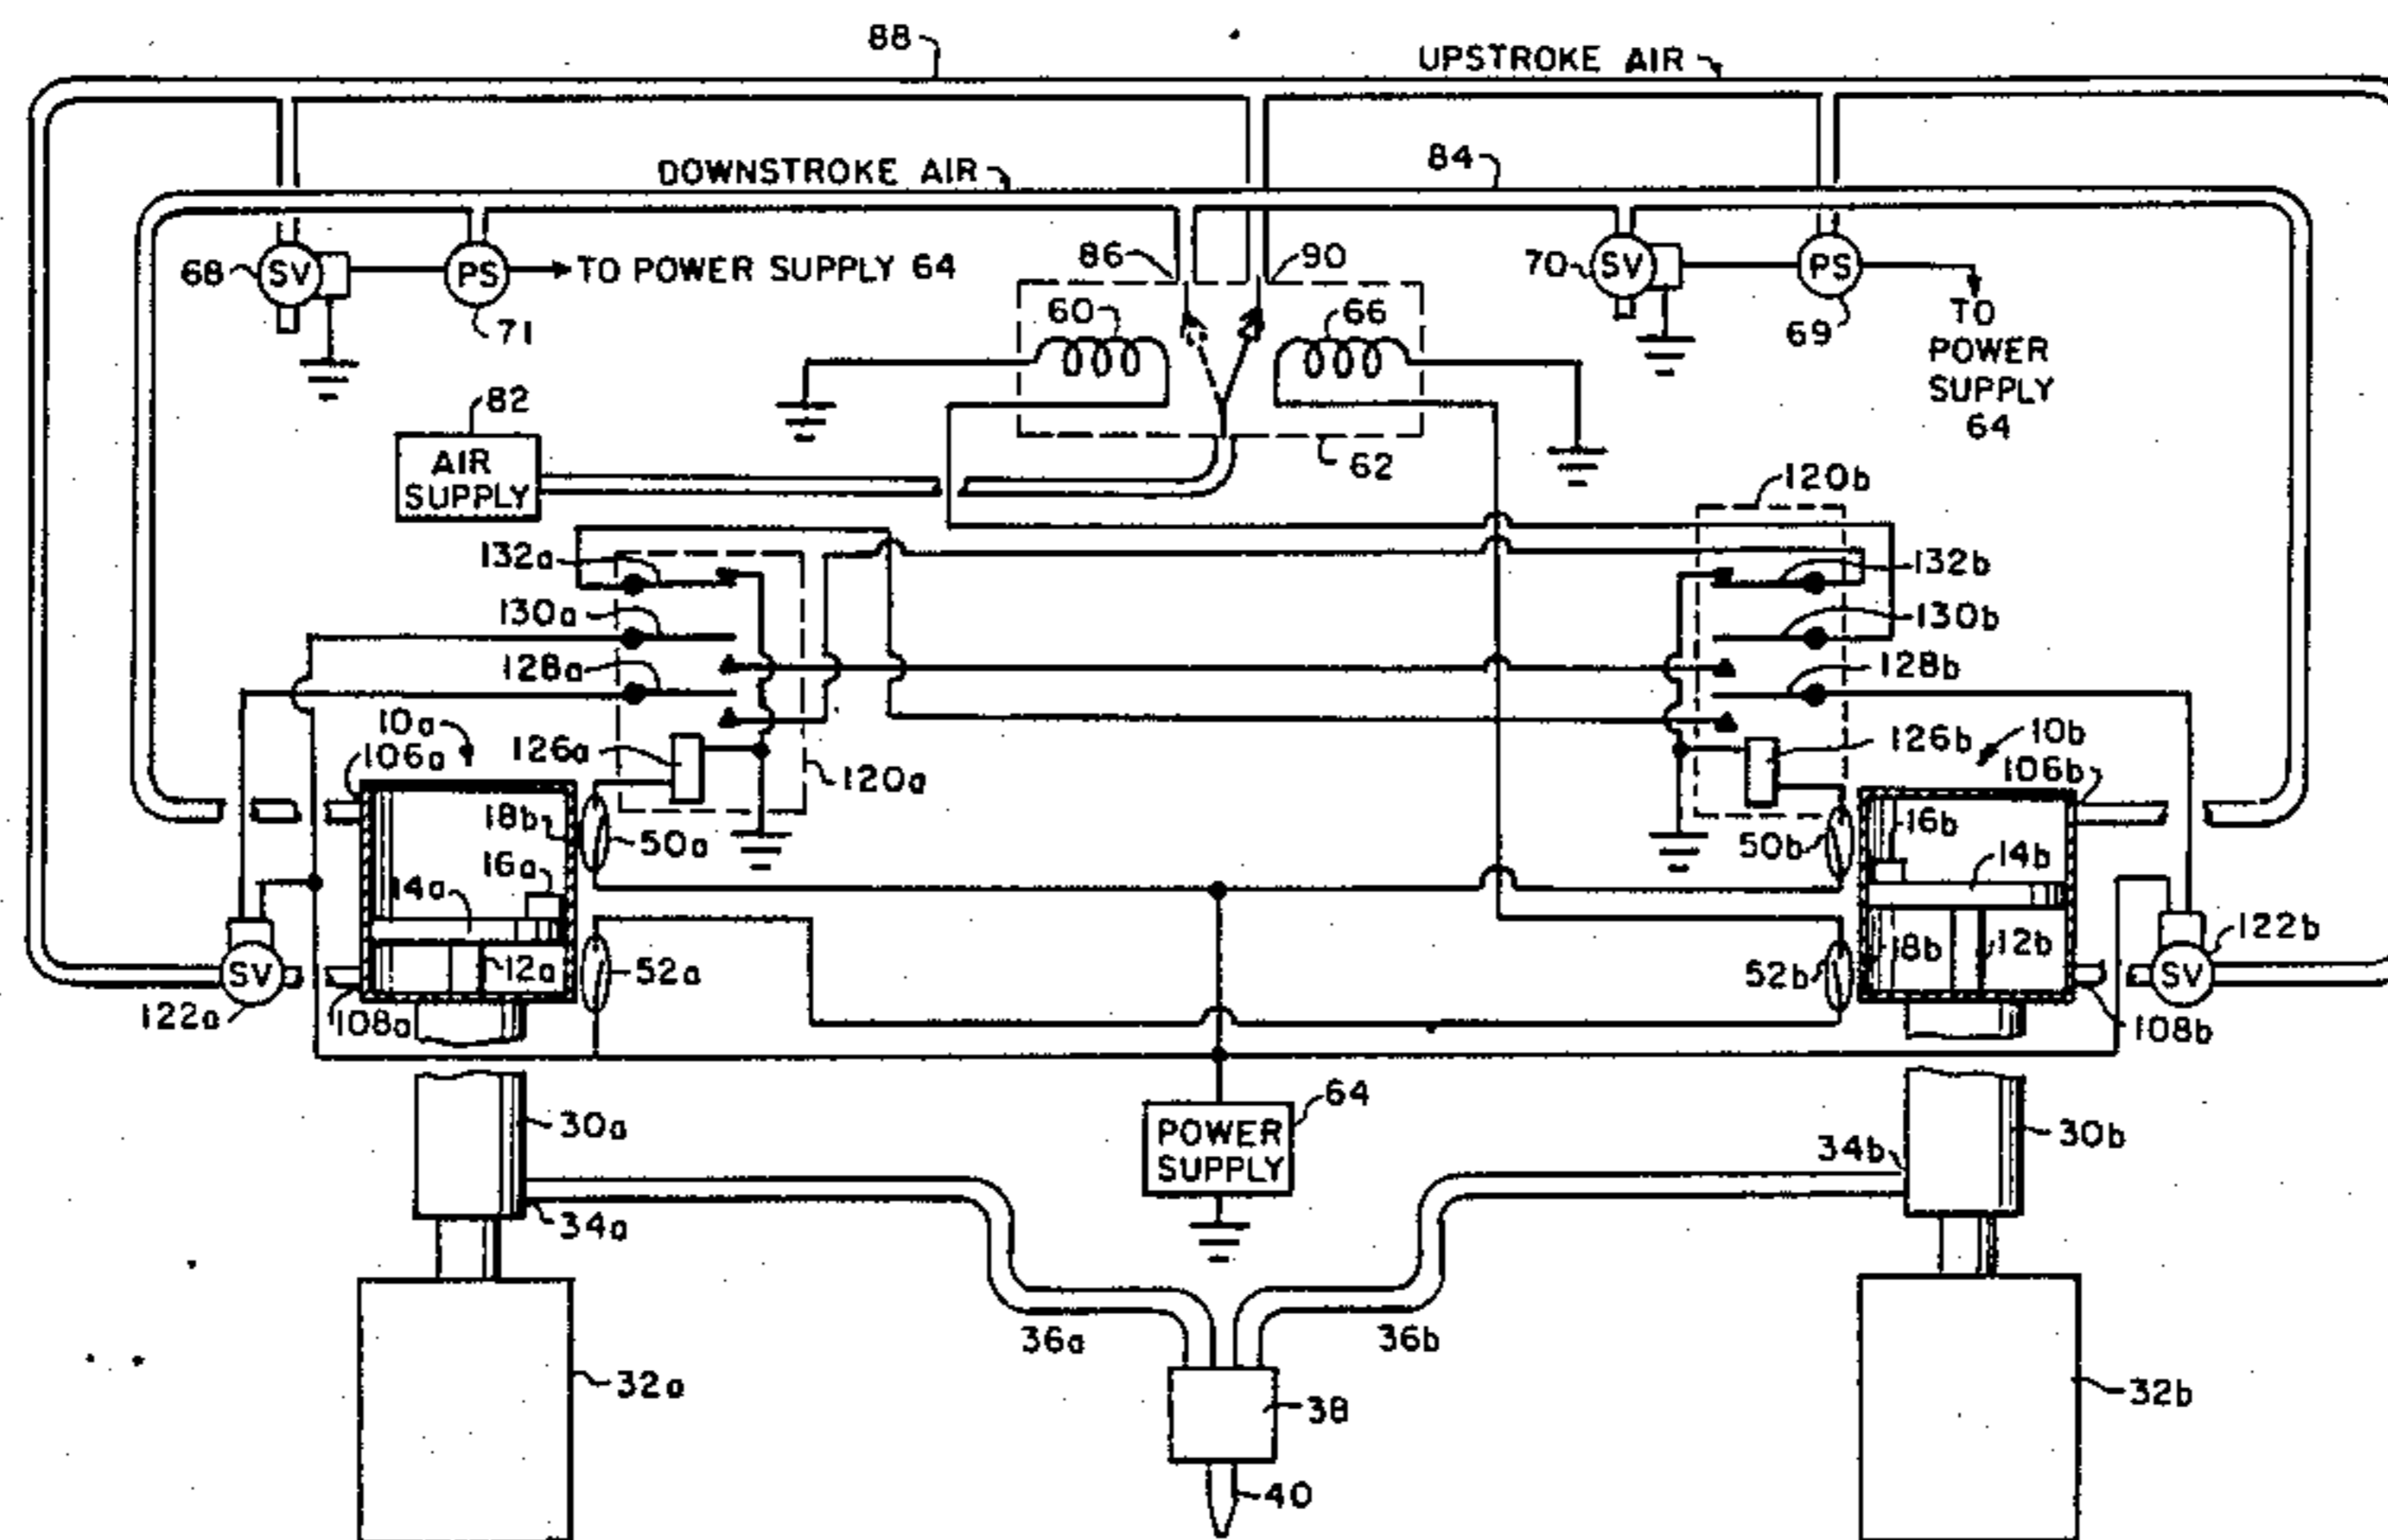 88
UPSTROKE AIR
DOWNSTROKE AIR
84
68
SV
PS
TO POWER SUPPLY 64
71
86
90
70
SV
PS
69
TO
POWER
SUPPLY
64
60
66
82
AIR
SUPPLY
62
120b
132a
132b
130a
130b
128a
128b
10a
106a
126a
120a
126b
10b
106b
18b
50a
16a
14a
50b
16b
14b
SV
122a
12a
108a
52a
52b
18b
12b
SV
122b
108b
30a
34a
64
POWER
SUPPLY
34b
30b
36a
36b
32a
38
32b
40